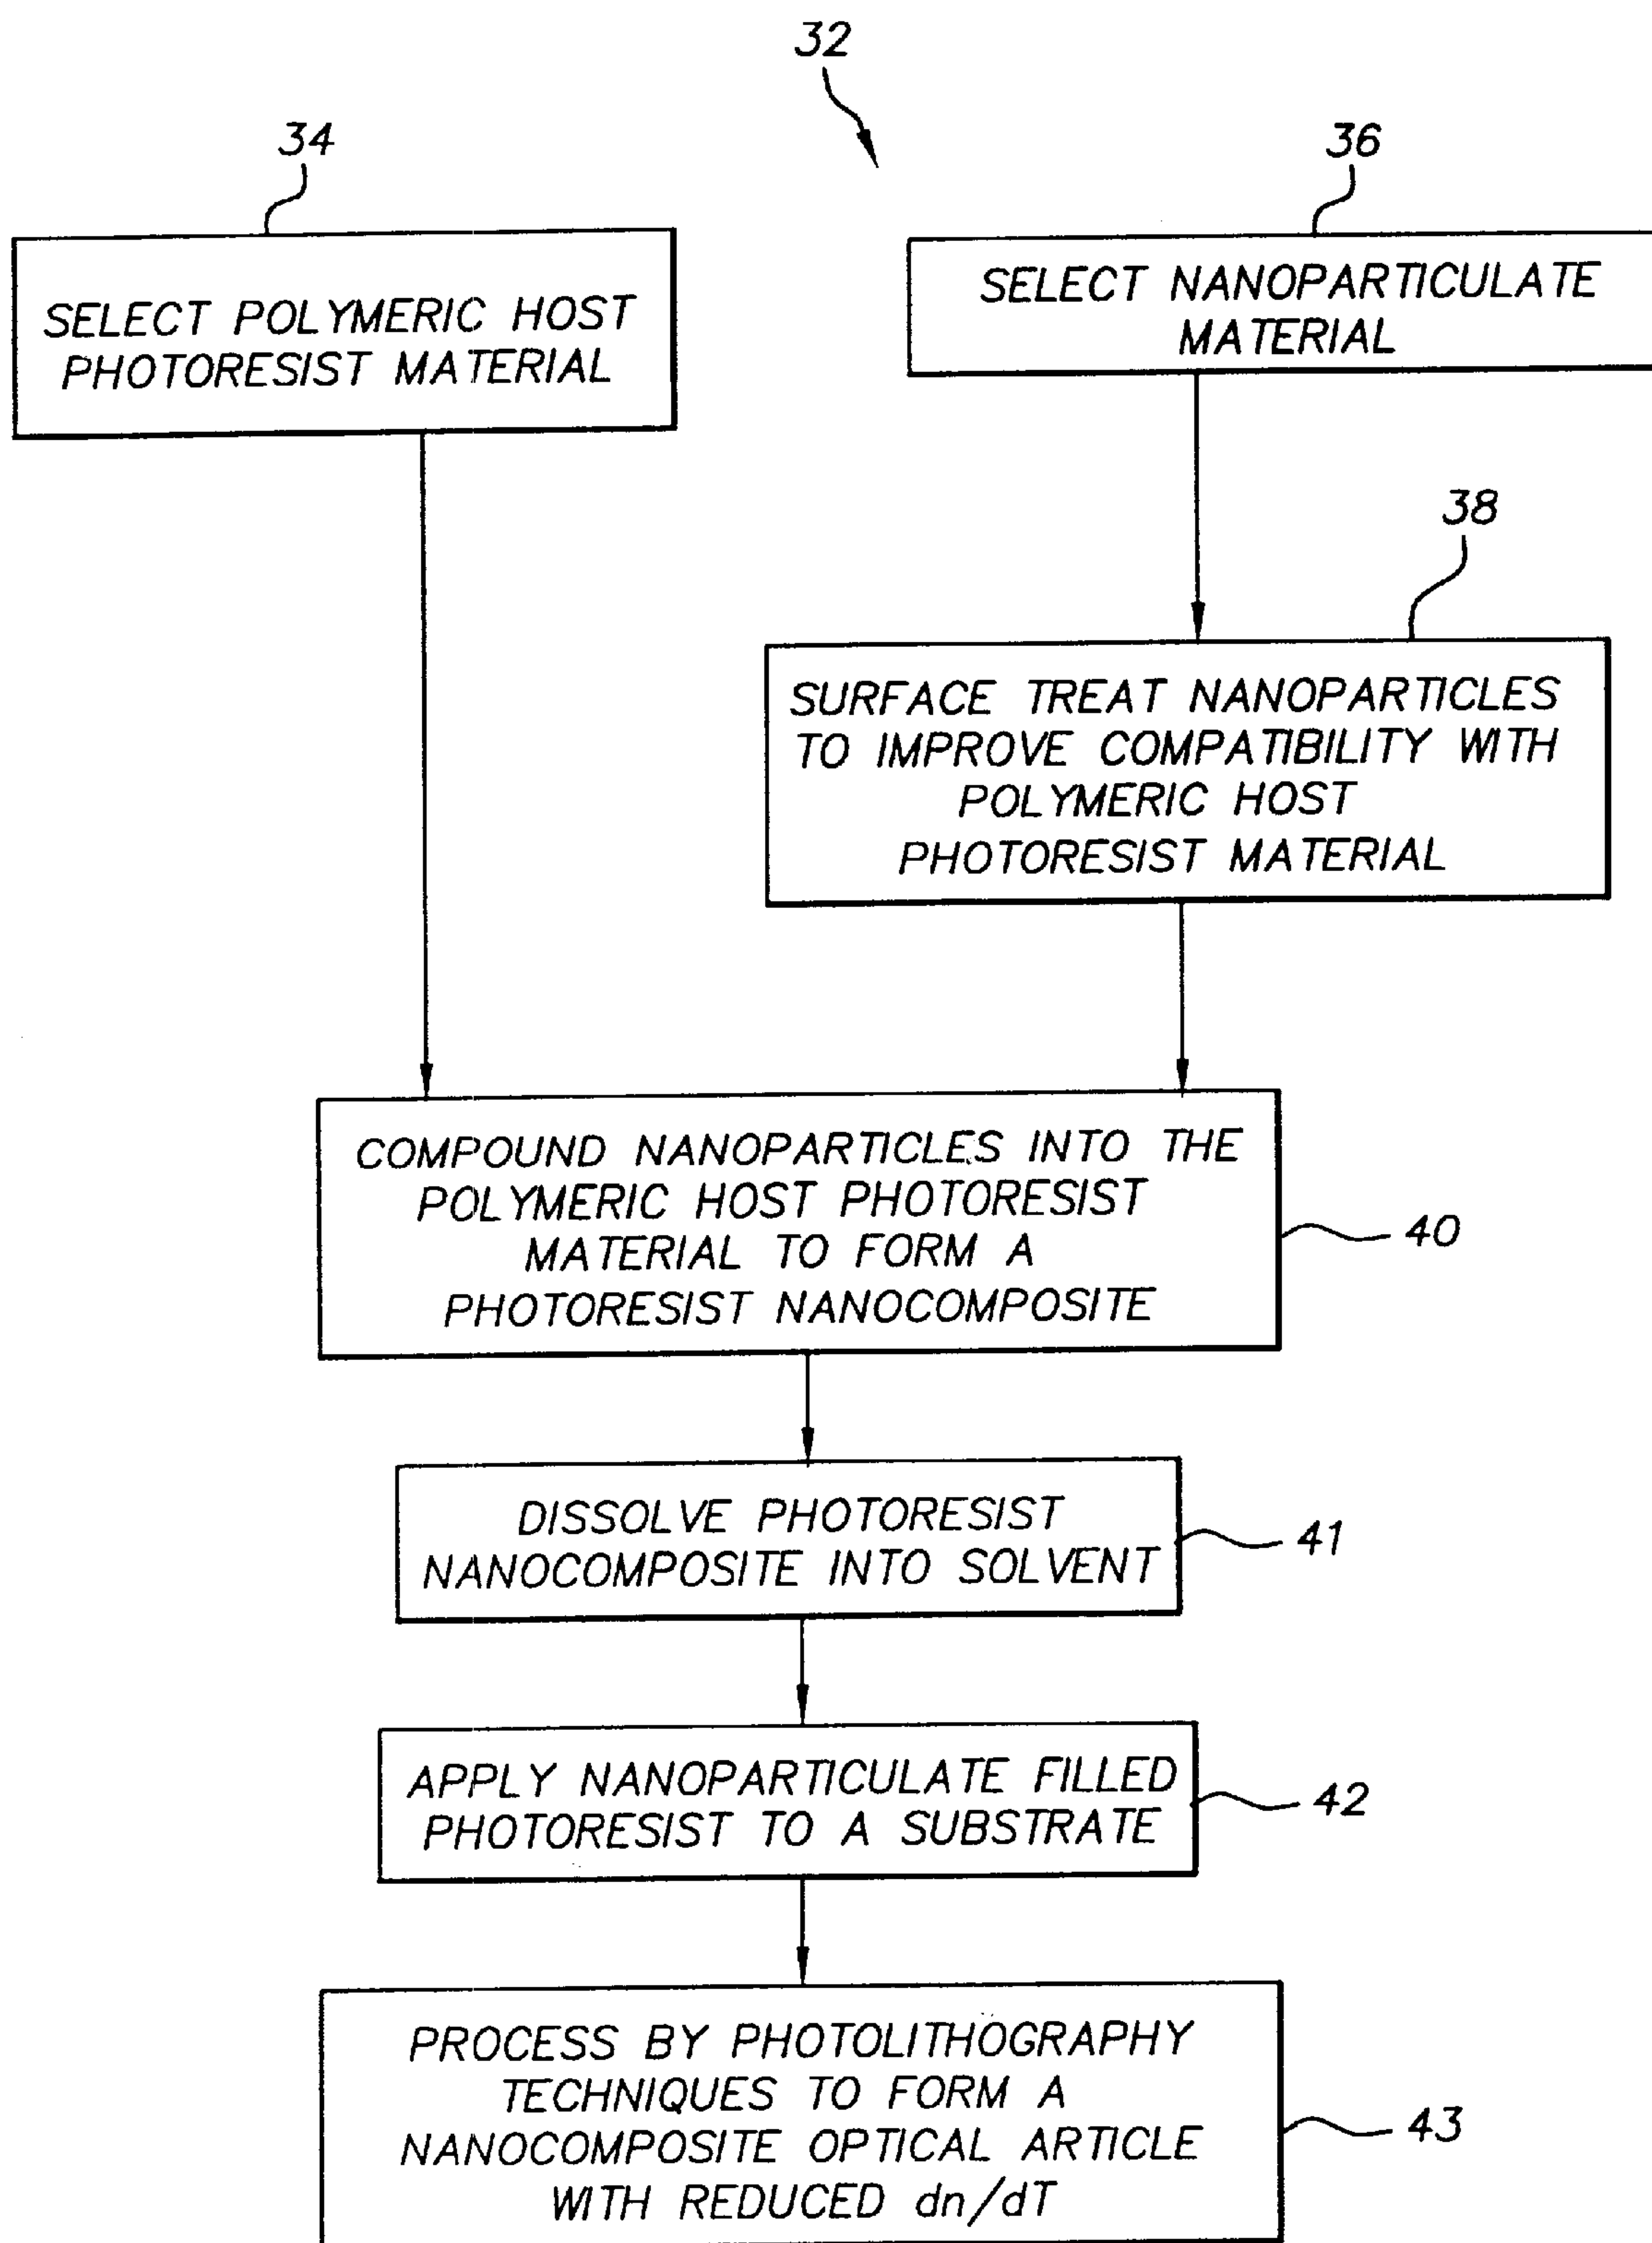 32
34
36
SELECT POLYMERIC HOST
PHOTORESIST MATERIAL
SELECT NANOPARTICULATE
MATERIAL
38
SURFACE TREAT NANOPARTICLES
TO IMPROVE COMPATIBILITY WITH
POLYMERIC HOST
PHOTORESIST MATERIAL
COMPOUND NANOPARTICLES INTO THE
POLYMERIC HOST PHOTORESIST
MATERIAL TO FORM A
PHOTORESIST NANOCOMPOSITE
40
DISSOLVE PHOTORESIST
NANOCOMPOSITE INTO SOLVENT
41
APPLY NANOPARTICULATE FILLED
PHOTORESIST TO A SUBSTRATE
42
PROCESS BY PHOTOLITHOGRAPHY
TECHNIQUES TO FORM A
NANOCOMPOSITE OPTICAL ARTICLE
WITH REDUCED dn/dT
43